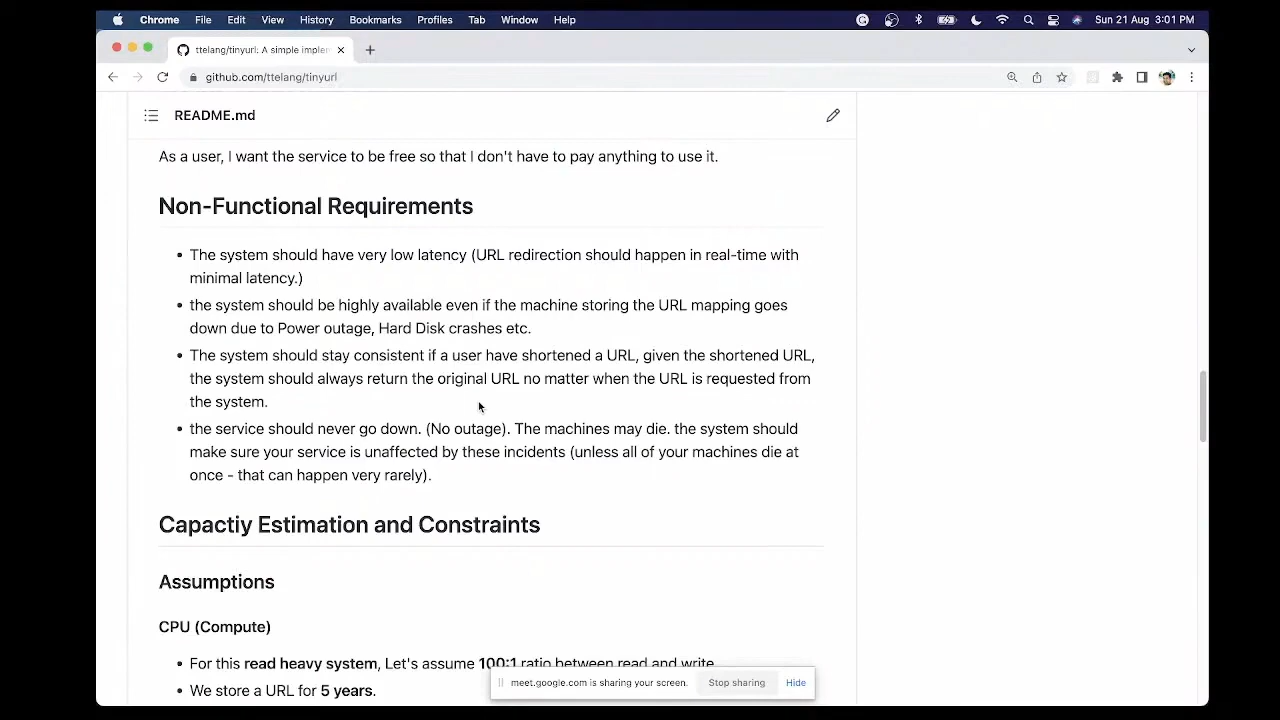 Chrome File Edit View History Bookmarks Profiles Tab Window Help Sun 21 Aug 3:01 PM
ttelang/tinyurl: A simple implem
github.com/ttelang/tinyurl
README.md
As a user, I want the service to be free so that I don't have to pay anything to use it.
Non-Functional Requirements
• The system should have very low latency (URL redirection should happen in real-time with
minimal latency.)
• the system should be highly available even if the machine storing the URL mapping goes
down due to Power outage, Hard Disk crashes etc.
• The system should stay consistent if a user have shortened a URL, given the shortened URL,
the system should always return the original URL no matter when the URL is requested from
the system.
• the service should never go down. (No outage). The machines may die. the system should
make sure your service is unaffected by these incidents (unless all of your machines die at
once - that can happen very rarely).
Capactiy Estimation and Constraints
Assumptions
CPU (Compute)
• For this read heavy system, Let's assume 100:1 ratio between read and write
• We store a URL for 5 years.
meet.google.com is sharing your screen. Stop sharing Hide